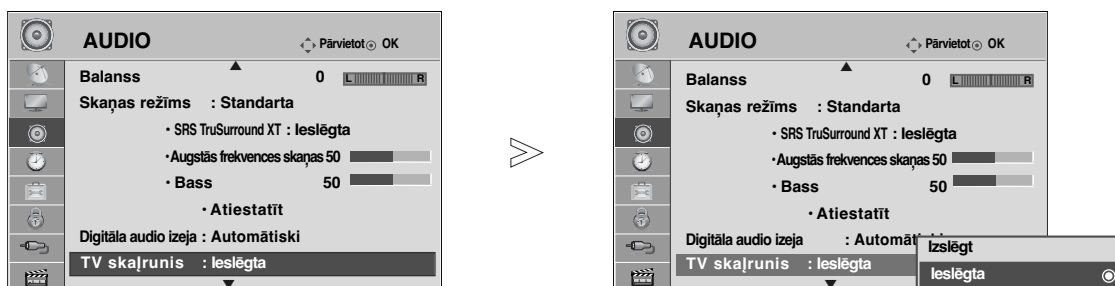 AUDIO
Pārvietot OK
Balanss 0 L R
Skaņas režīms : Standarta
• SRS TruSurround XT : Ieslēgta
•Augstās frekvences skaņas 50
• Bass 50
• Atiestatīt
Digitāla audio izeja : Automātiski
TV skaļrunis : Ieslēgta
AUDIO
Pārvietot OK
Balanss 0 L R
Skaņas režīms : Standarta
• SRS TruSurround XT : Ieslēgta
•Augstās frekvences skaņas 50
• Bass 50
• Atiestatīt
Digitāla audio izeja : Automāt
TV skaļrunis : Ieslēgta
Izslēgt
Ieslēgta